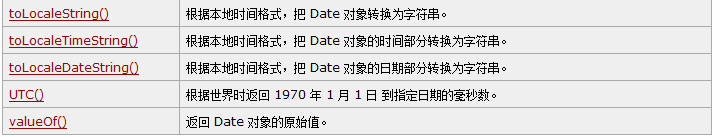 toLocaleString() 根据本地时间格式，把 Date 对象转换为字符串。
toLocaleTimeString() 根据本地时间格式，把 Date 对象的时间部分转换为字符串。
toLocaleDateString() 根据本地时间格式，把 Date 对象的日期部分转换为字符串。
UTC() 根据世界时返回 1970 年 1 月 1 日 到指定日期的毫秒数。
valueOf() 返回 Date 对象的原始值。